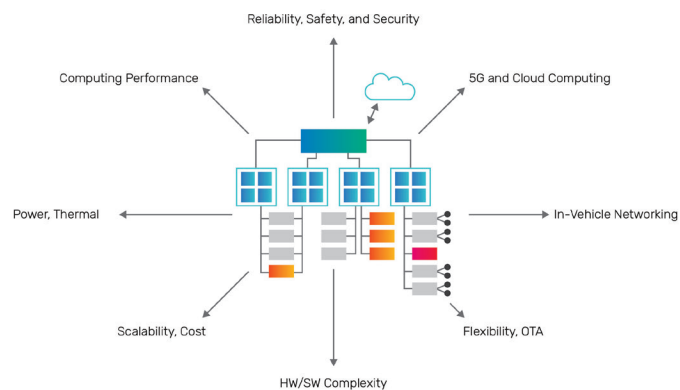 Reliability, Safety, and Security
Computing Performance
5G and Cloud Computing
Power, Thermal
In-Vehicle Networking
Scalability, Cost
Flexibility, OTA
HW/SW Complexity